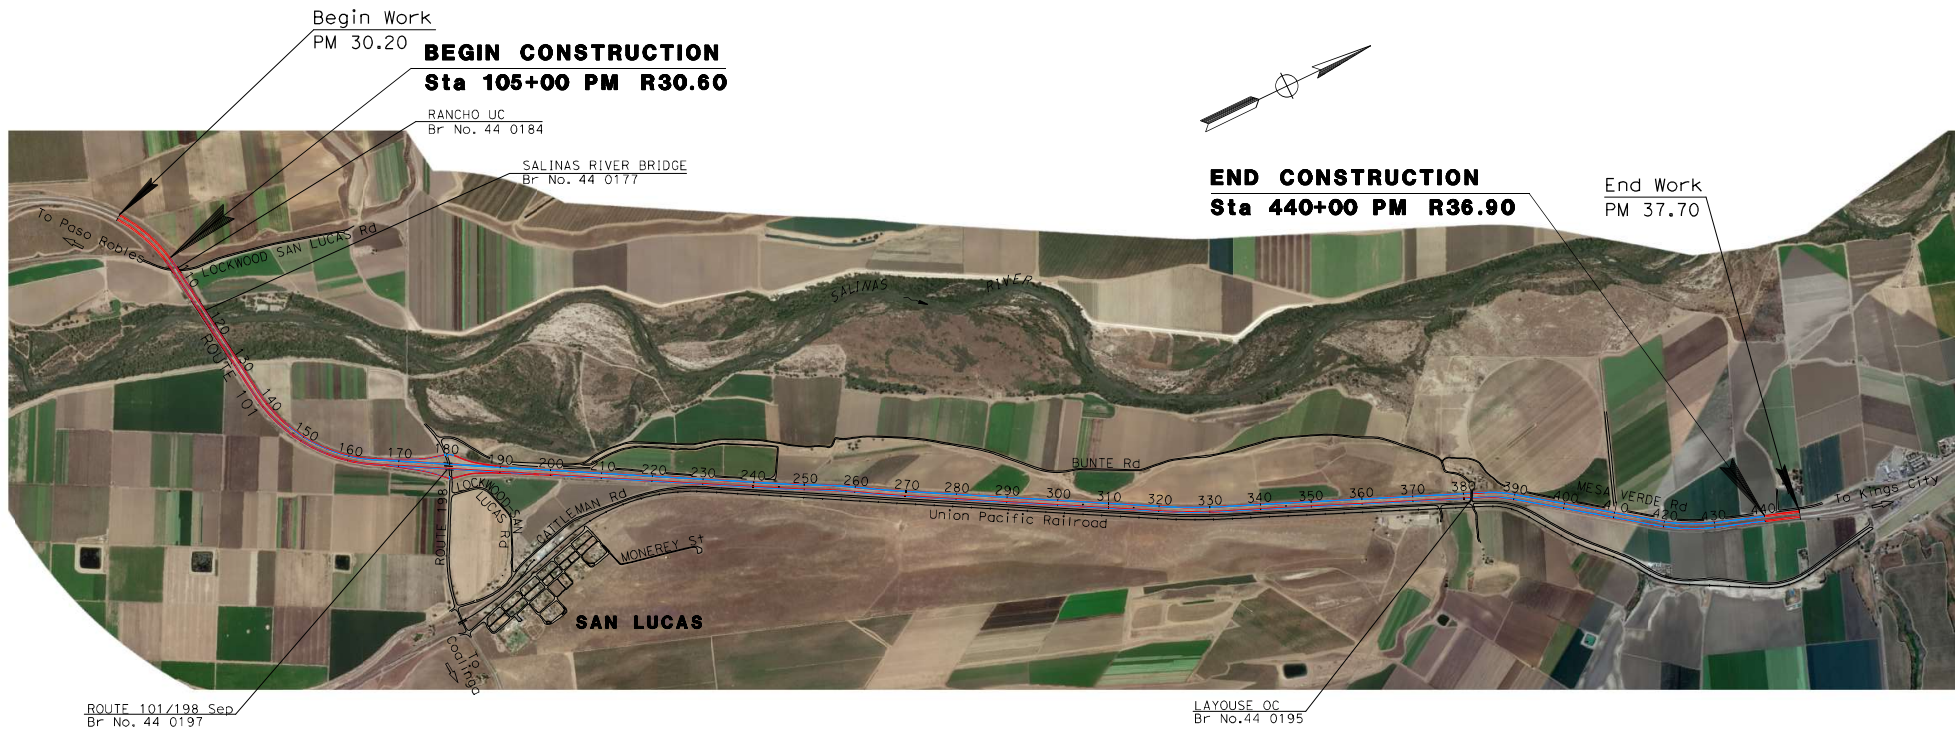 Begin Work
PM 30.20
BEGIN CONSTRUCTION
Sta 105+00 PM R30.60
RANCHO UC
Br No. 44 0184
SALINAS RIVER BRIDGE
Br No. 44 0177
END CONSTRUCTION
Sta 440+00 PM R36.90
End Work
PM 37.70
To Paso Robles
To
LOCKWOOD SAN LUCAS Rd
SALINAS RIVER
ROUTE 101
120
130
140
150
160
170
180
190
200
210
220
230
240
250
260
270
280
290
300
310
320
330
340
350
360
370
380
390
400
410
420
430
440
BUNTE Rd
MESA VERDE Rd
To Kings City
LOCKWOOD SAN
LUCAS Rd
ROUTE 198
CATTLEMAN Rd
Union Pacific Railroad
MONEREY St
SAN LUCAS
To
Coalinga
ROUTE 101/198 Sep
Br No. 44 0197
LAYOUSE OC
Br No.44 0195